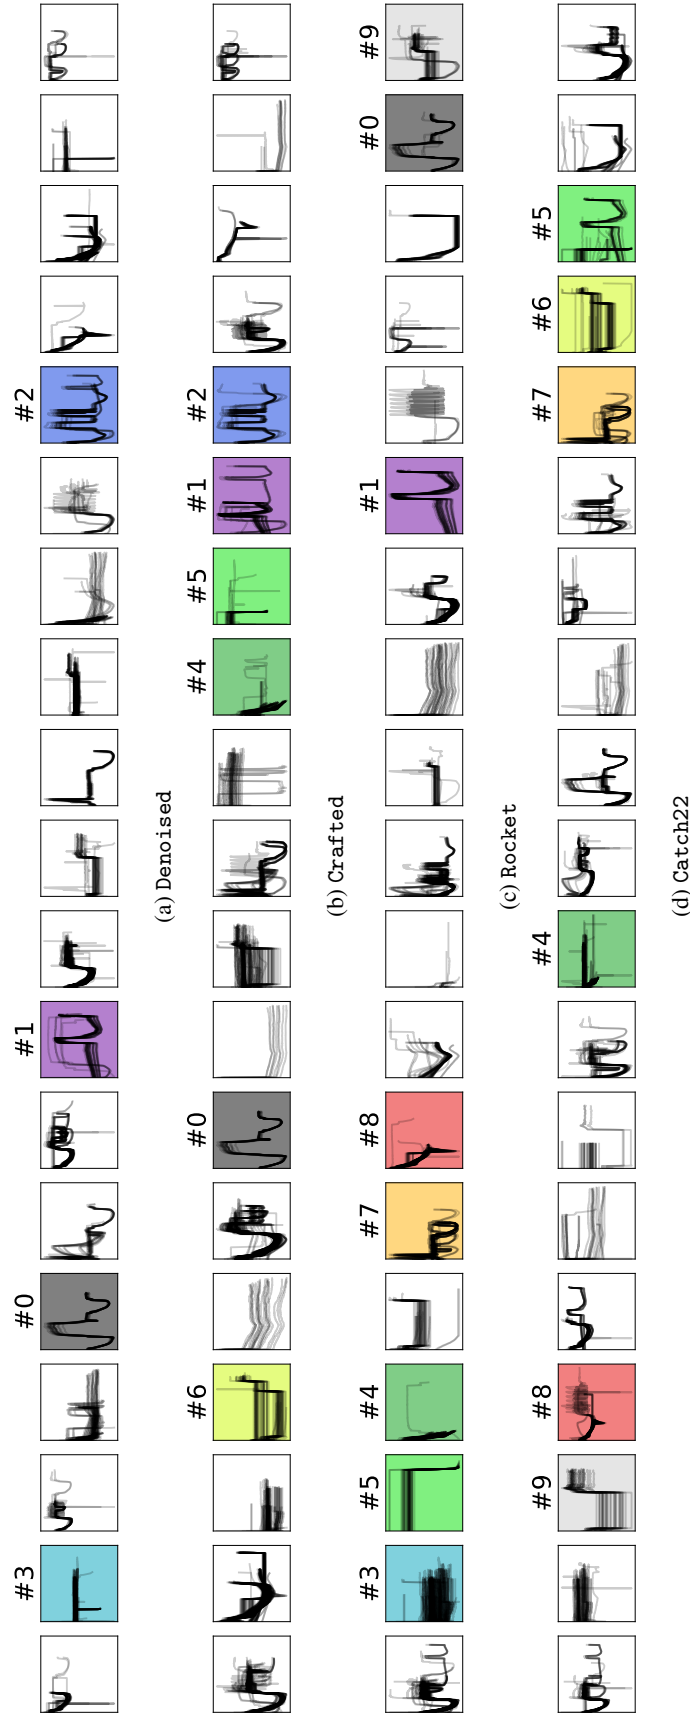 #3 #0 #1 #2
(a) Denoised
#6 #0 #4 #5 #1 #2
(b) Crafted
#3 #5 #4 #7 #8 #1 #0 #9
(c) Rocket
#9 #8 #4 #7 #6 #5
(d) Catch22